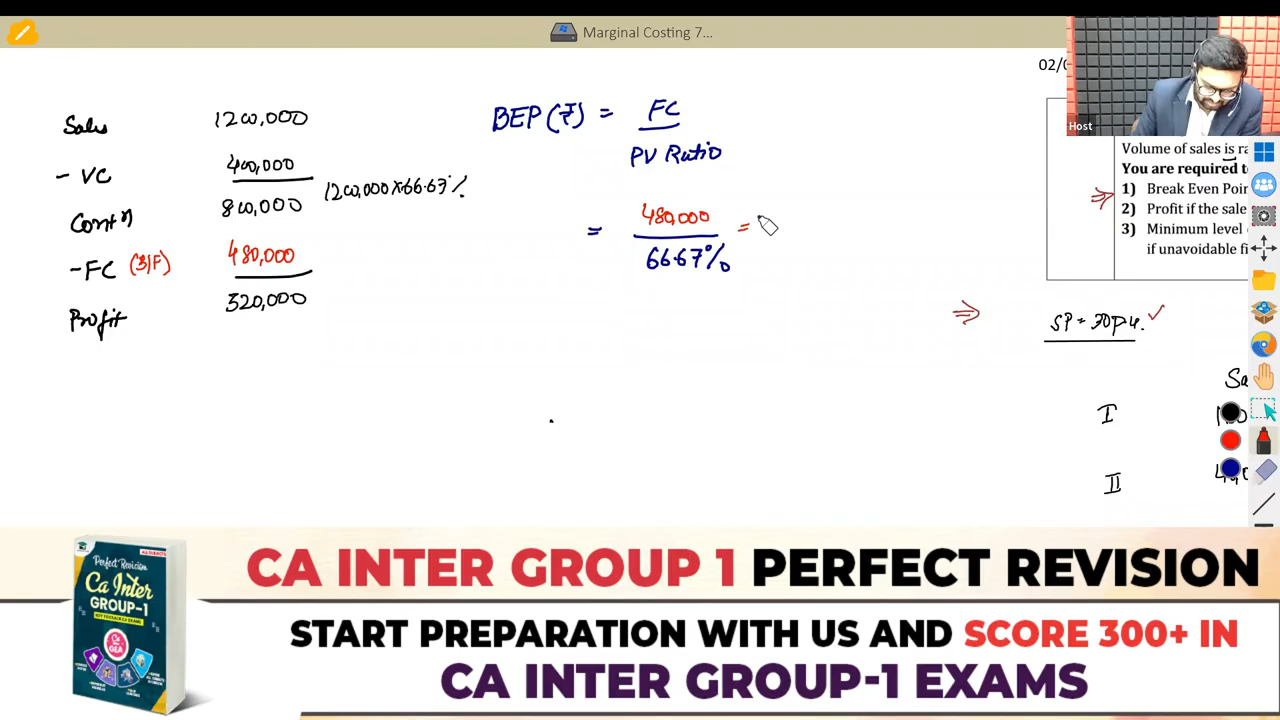 Marginal Costing 7...
02/0
Host
Sales 1200,000
- VC 400,000
Contn 800,000 1200,000 x 66.67%
- FC (B/F) 480,000
Profit 320,000
BEP (₹) = FC
PV Ratio
= 480,000 =
66.67%
Volume of sales is ra
You are required to
1) Break Even Poin
2) Profit if the sale
3) Minimum level o
if unavoidable fi
SP = 30 p.u.
Sa
I
II
Perfect Revision
Ca Inter
GROUP-1
CA INTER GROUP 1 PERFECT REVISION
START PREPARATION WITH US AND SCORE 300+ IN
CA INTER GROUP-1 EXAMS